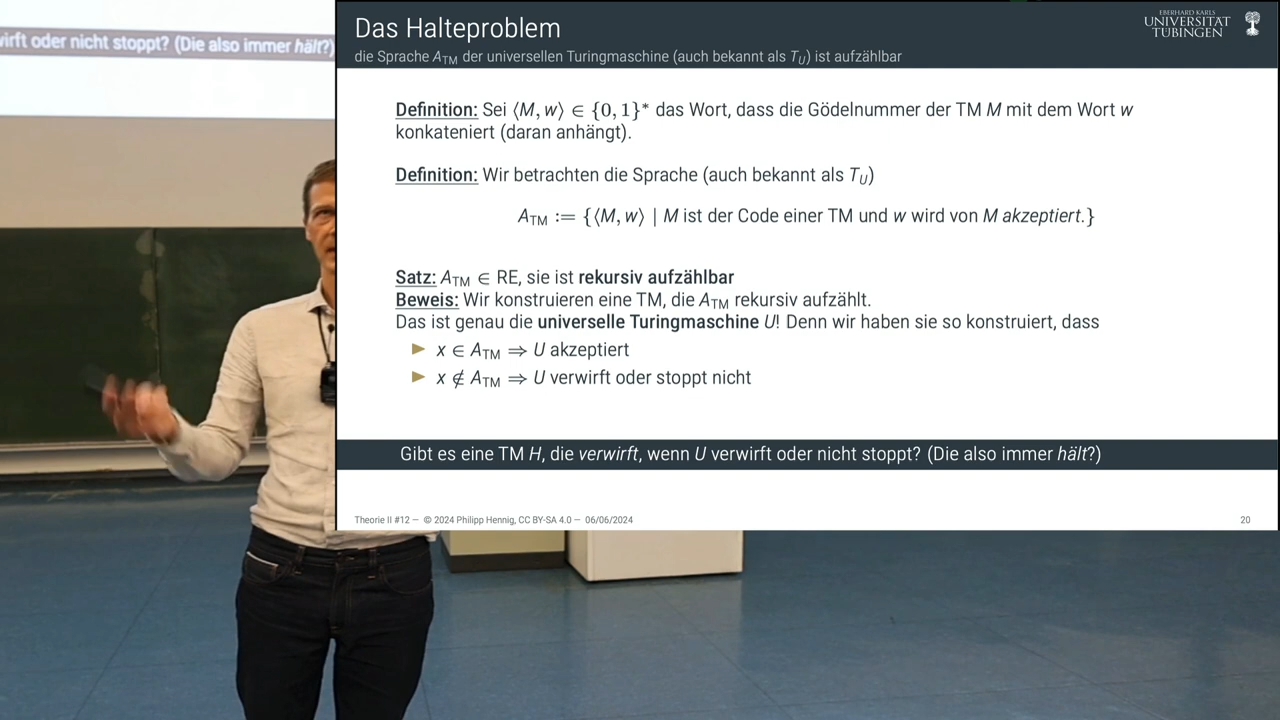 wirft oder nicht stoppt? (Die also immer hält?)
Das Halteproblem
die Sprache A_TM der universellen Turingmaschine (auch bekannt als T_U) ist aufzählbar
EBERHARD KARLS
UNIVERSITÄT
TÜBINGEN
Definition: Sei ⟨M, w⟩ ∈ {0, 1}* das Wort, dass die Gödelnummer der TM M mit dem Wort w
konkateniert (daran anhängt).
Definition: Wir betrachten die Sprache (auch bekannt als T_U)
A_TM := {⟨M, w⟩ | M ist der Code einer TM und w wird von M akzeptiert.}
Satz: A_TM ∈ RE, sie ist rekursiv aufzählbar
Beweis: Wir konstruieren eine TM, die A_TM rekursiv aufzählt.
Das ist genau die universelle Turingmaschine U! Denn wir haben sie so konstruiert, dass
▶ x ∈ A_TM ⇒ U akzeptiert
▶ x ∉ A_TM ⇒ U verwirft oder stoppt nicht
Gibt es eine TM H, die verwirft, wenn U verwirft oder nicht stoppt? (Die also immer hält?)
Theorie II #12 — © 2024 Philipp Hennig, CC BY-SA 4.0 — 06/06/2024
20